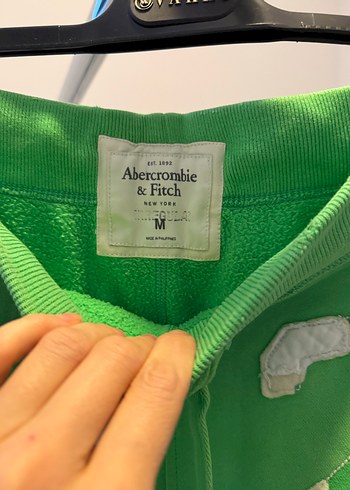 EST. 1892
Abercrombie
& Fitch
NEW YORK
M
MADE IN PHILIPPINES